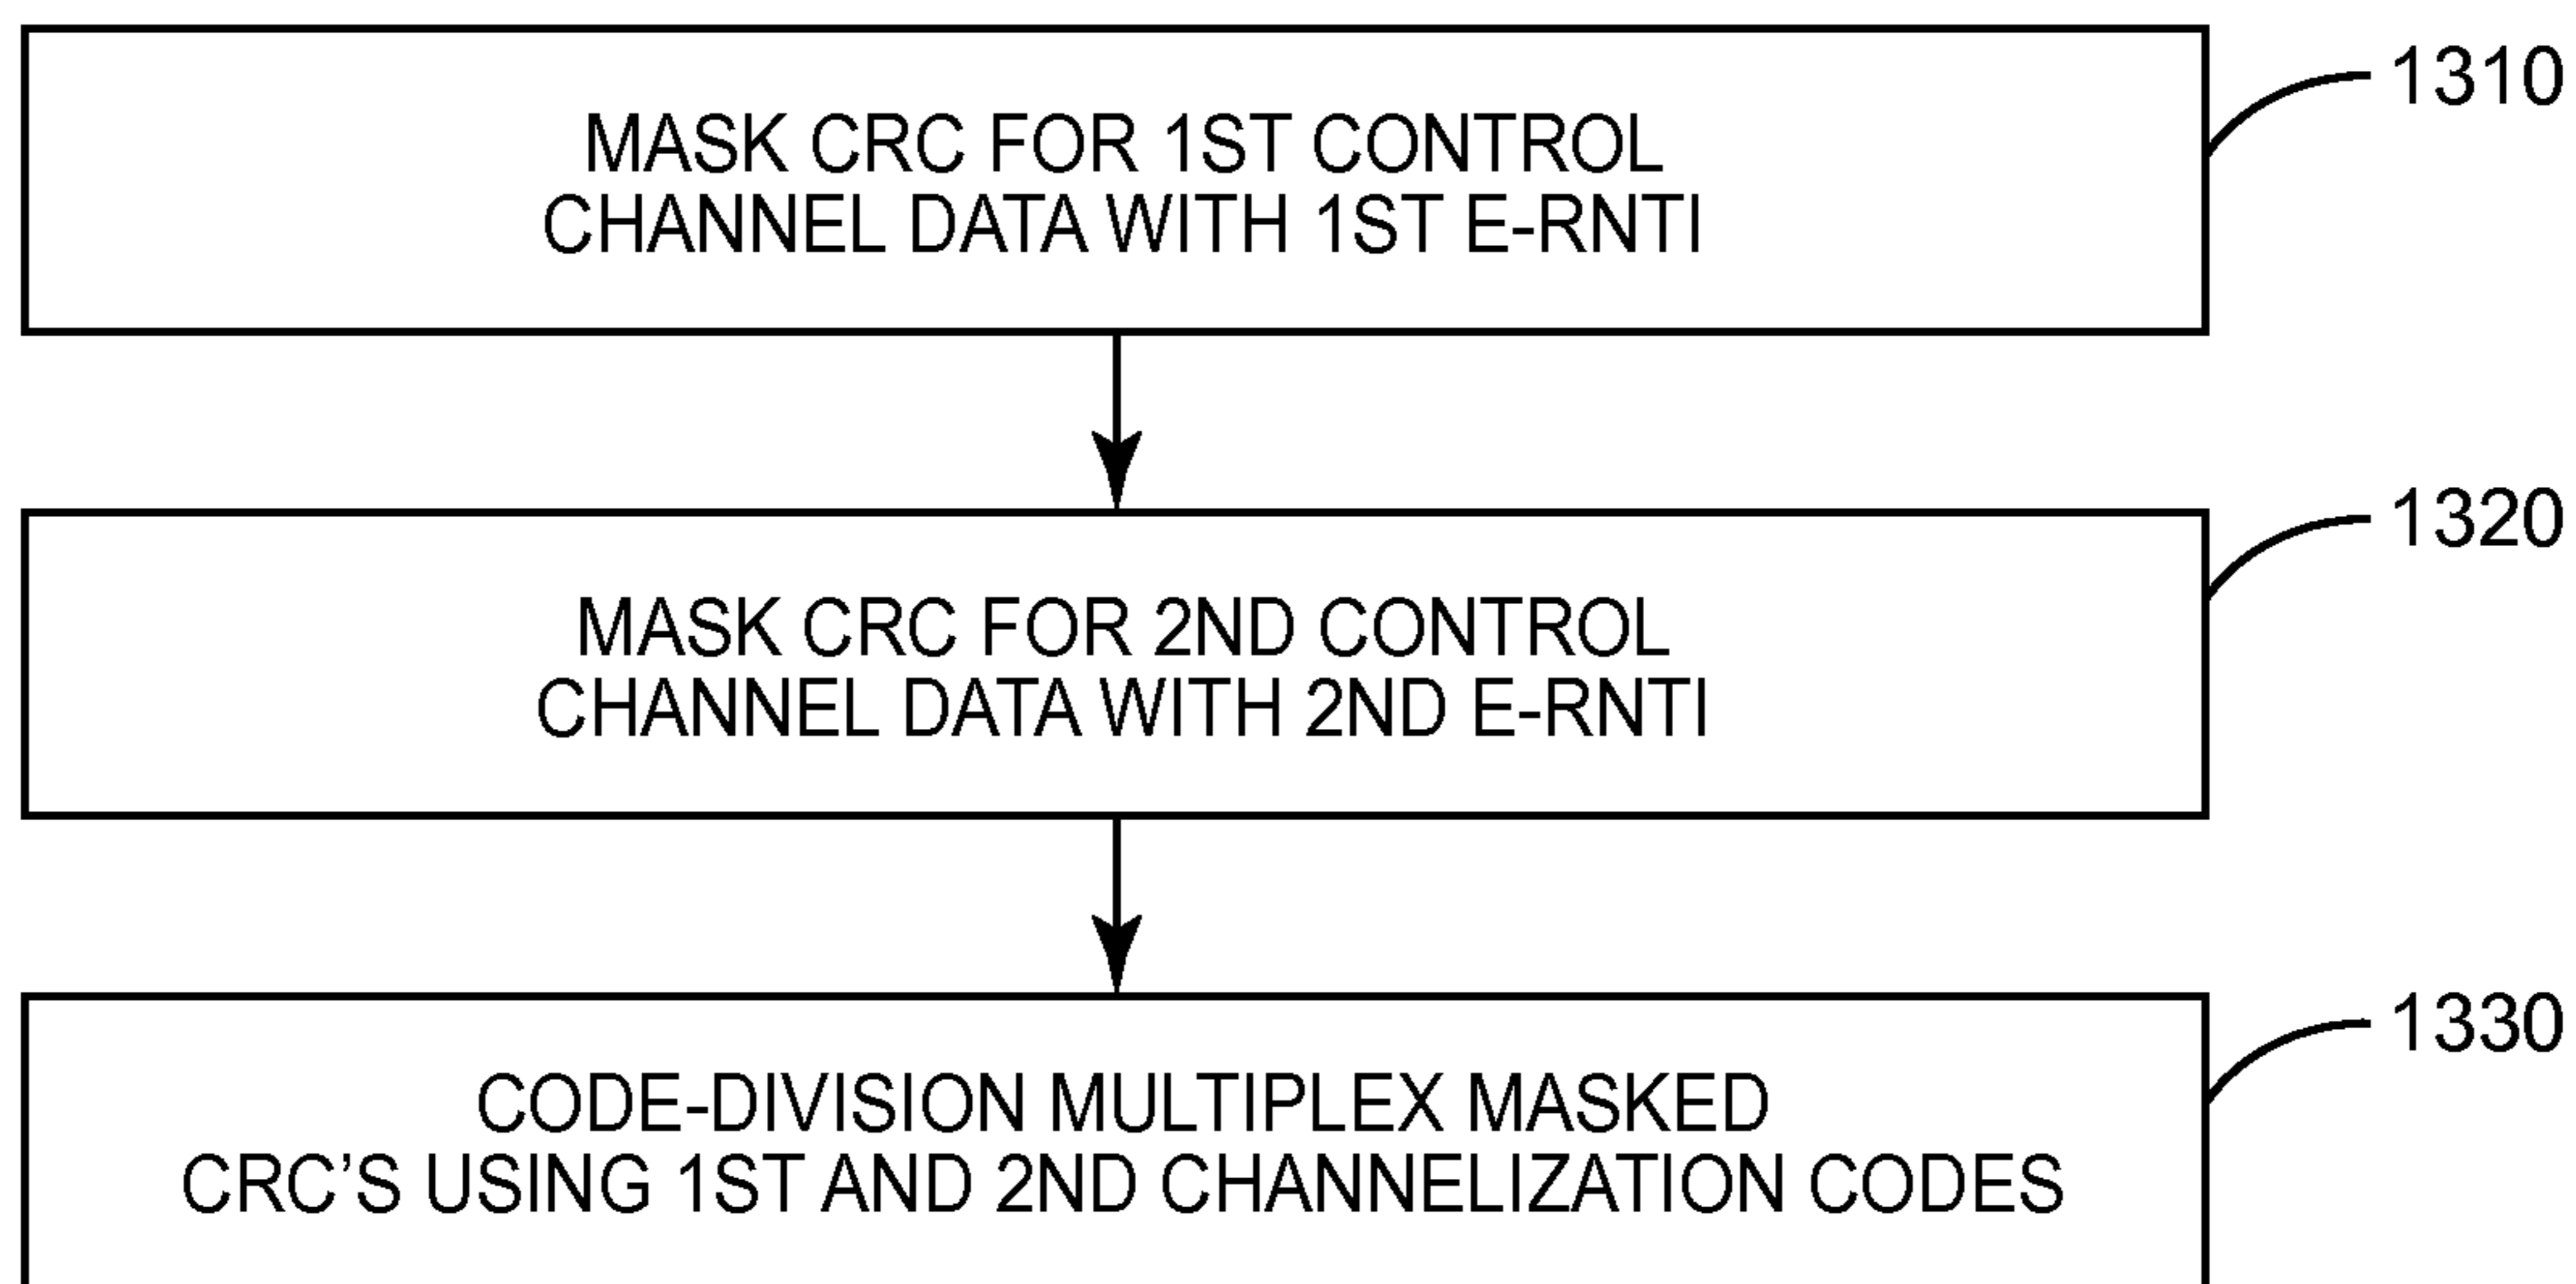 MASK CRC FOR 1ST CONTROL
CHANNEL DATA WITH 1ST E-RNTI
1310
MASK CRC FOR 2ND CONTROL
CHANNEL DATA WITH 2ND E-RNTI
1320
CODE-DIVISION MULTIPLEX MASKED
CRC’S USING 1ST AND 2ND CHANNELIZATION CODES
1330